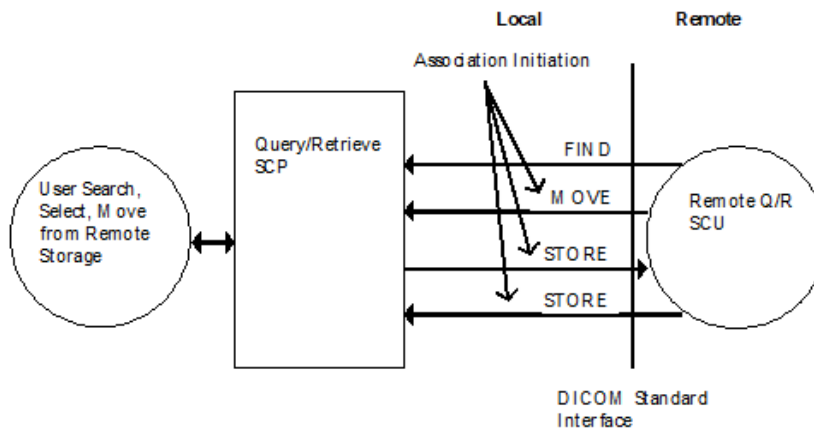 Local
Remote
Association Initiation
Query/Retrieve
SCP
FIND
MOVE
STORE
STORE
User Search,
Select, Move
from Remote
Storage
Remote Q/R
SCU
DICOM Standard
Interface